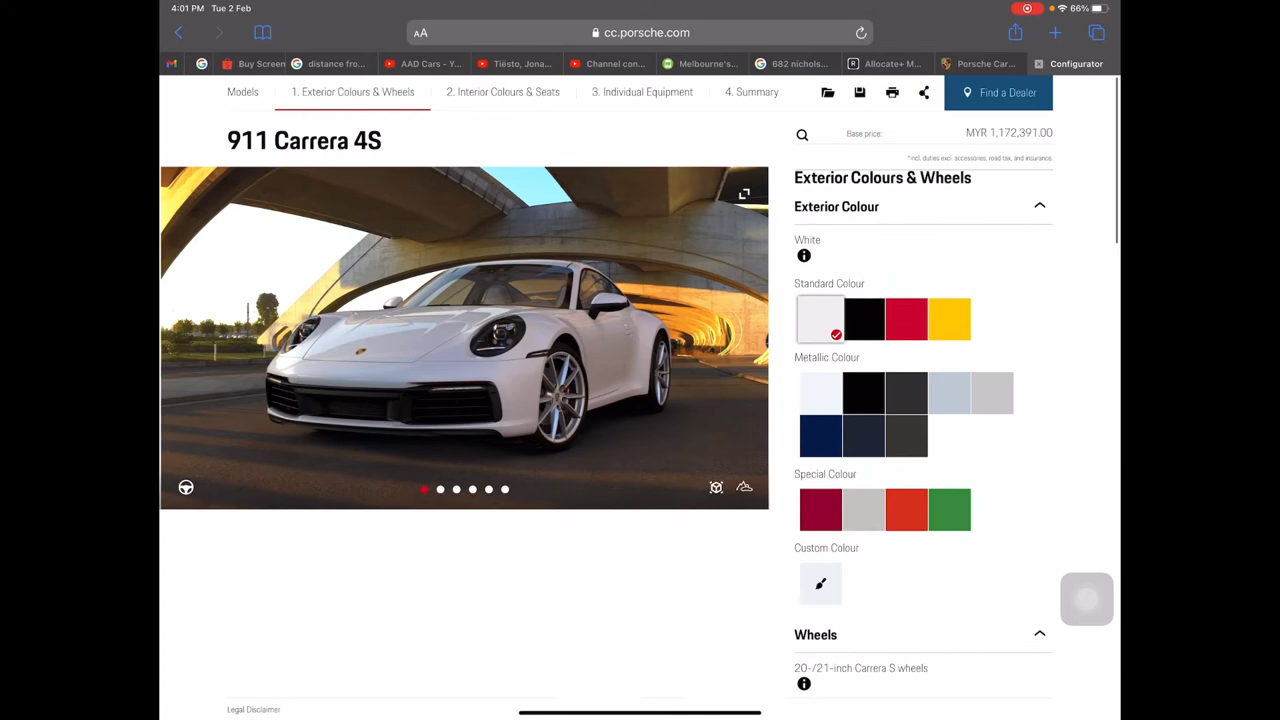 4:01 PM Tue 2 Feb
66%
AA
cc.porsche.com
Buy Screen
distance fro...
AAD Cars - Y...
Tiësto, Jona...
Channel con...
Melbourne's...
682 nichols...
Allocate+ M...
Porsche Car...
Configurator
Models
1. Exterior Colours & Wheels
2. Interior Colours & Seats
3. Individual Equipment
4. Summary
Find a Dealer
911 Carrera 4S
Base price:
MYR 1,172,391.00
*incl. duties excl. accessories, road tax, and insurance.
Exterior Colours & Wheels
Exterior Colour
White
Standard Colour
Metallic Colour
Special Colour
Custom Colour
Wheels
20-/21-inch Carrera S wheels
Legal Disclaimer